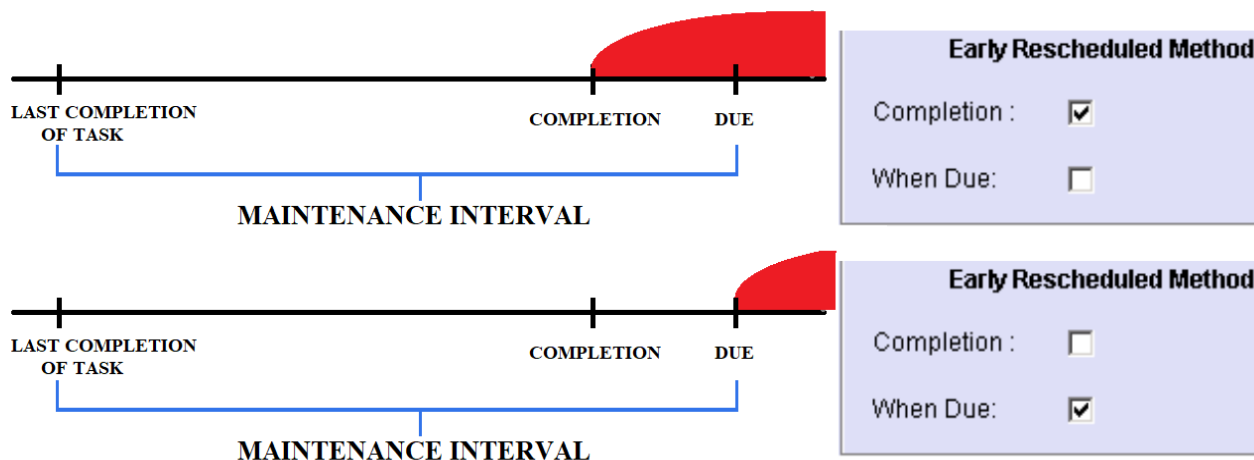 Early Rescheduled Method
Completion :
When Due:
LAST COMPLETION
OF TASK
COMPLETION
DUE
MAINTENANCE INTERVAL
Early Rescheduled Method
Completion :
When Due:
LAST COMPLETION
OF TASK
COMPLETION
DUE
MAINTENANCE INTERVAL